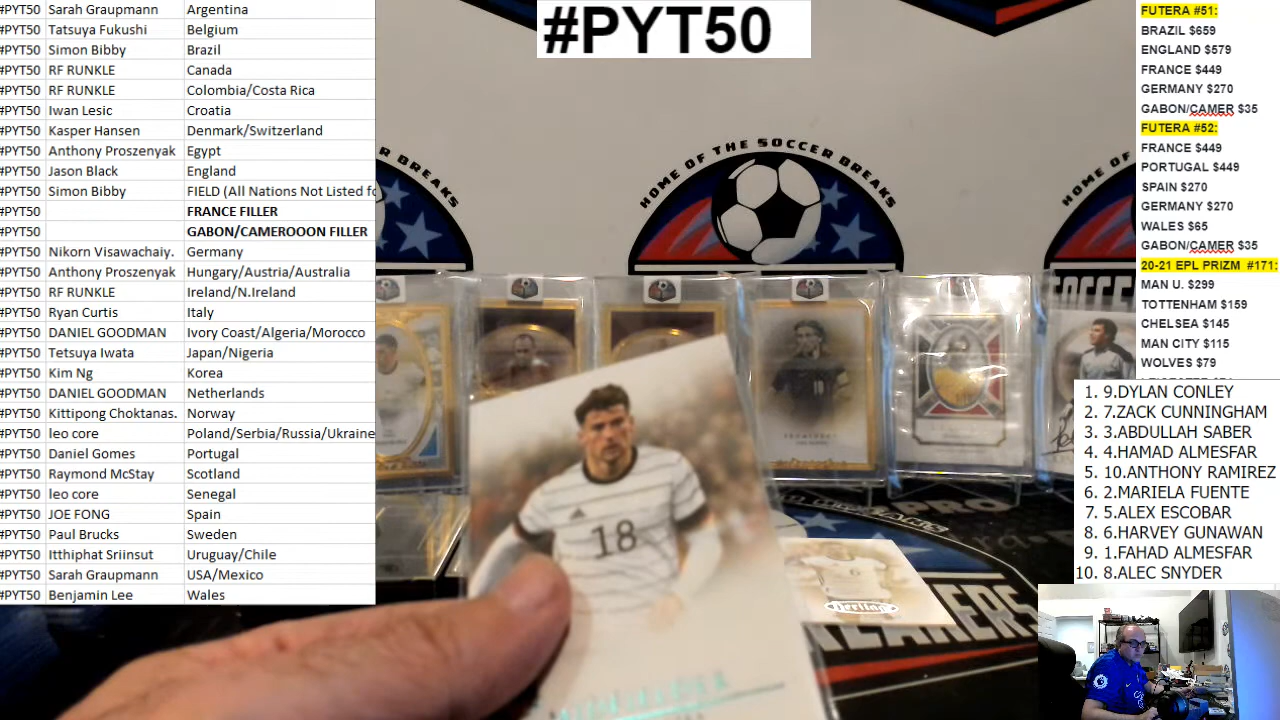 #PYT50 Sarah Graupmann Argentina
#PYT50 Tatsuya Fukushi Belgium
#PYT50 Simon Bibby Brazil
#PYT50 RF RUNKLE Canada
#PYT50 RF RUNKLE Colombia/Costa Rica
#PYT50 Iwan Lesic Croatia
#PYT50 Kasper Hansen Denmark/Switzerland
#PYT50 Anthony Proszenyak Egypt
#PYT50 Jason Black England
#PYT50 Simon Bibby FIELD (All Nations Not Listed
#PYT50 FRANCE FILLER
#PYT50 GABON/CAMEROOON FILLER
#PYT50 Nikorn Visawachaiy. Germany
#PYT50 Anthony Proszenyak Hungary/Austria/Australia
#PYT50 RF RUNKLE Ireland/N.Ireland
#PYT50 Ryan Curtis Italy
#PYT50 DANIEL GOODMAN Ivory Coast/Algeria/Morocco
#PYT50 Tetsuya Iwata Japan/Nigeria
#PYT50 Kim Ng Korea
#PYT50 DANIEL GOODMAN Netherlands
#PYT50 Kittipong Choktanas. Norway
#PYT50 leo core Poland/Serbia/Russia/Ukraine
#PYT50 Daniel Gomes Portugal
#PYT50 Raymond McStay Scotland
#PYT50 leo core Senegal
#PYT50 JOE FONG Spain
#PYT50 Paul Brucks Sweden
#PYT50 Itthiphat Sriinsut Uruguay/Chile
#PYT50 Sarah Graupmann USA/Mexico
#PYT50 Benjamin Lee Wales
#PYT50
R BREAKS
HOME OF THE SOCCER BREAKS
HOME OF
SOCCE
18
10
6
Heritage
PRO
BREAKERS
FUTERA #51:
BRAZIL $659
ENGLAND $579
FRANCE $449
GERMANY $270
GABON/CAMER $35
FUTERA #52:
FRANCE $449
PORTUGAL $449
SPAIN $270
GERMANY $270
WALES $65
GABON/CAMER $35
20-21 EPL PRIZM #171:
MAN U. $299
TOTTENHAM $159
CHELSEA $145
MAN CITY $115
WOLVES $79
1. 9.DYLAN CONLEY
2. 7.ZACK CUNNINGHAM
3. 3.ABDULLAH SABER
4. 4.HAMAD ALMESFAR
5. 10.ANTHONY RAMIREZ
6. 2.MARIELA FUENTE
7. 5.ALEX ESCOBAR
8. 6.HARVEY GUNAWAN
9. 1.FAHAD ALMESFAR
10. 8.ALEC SNYDER